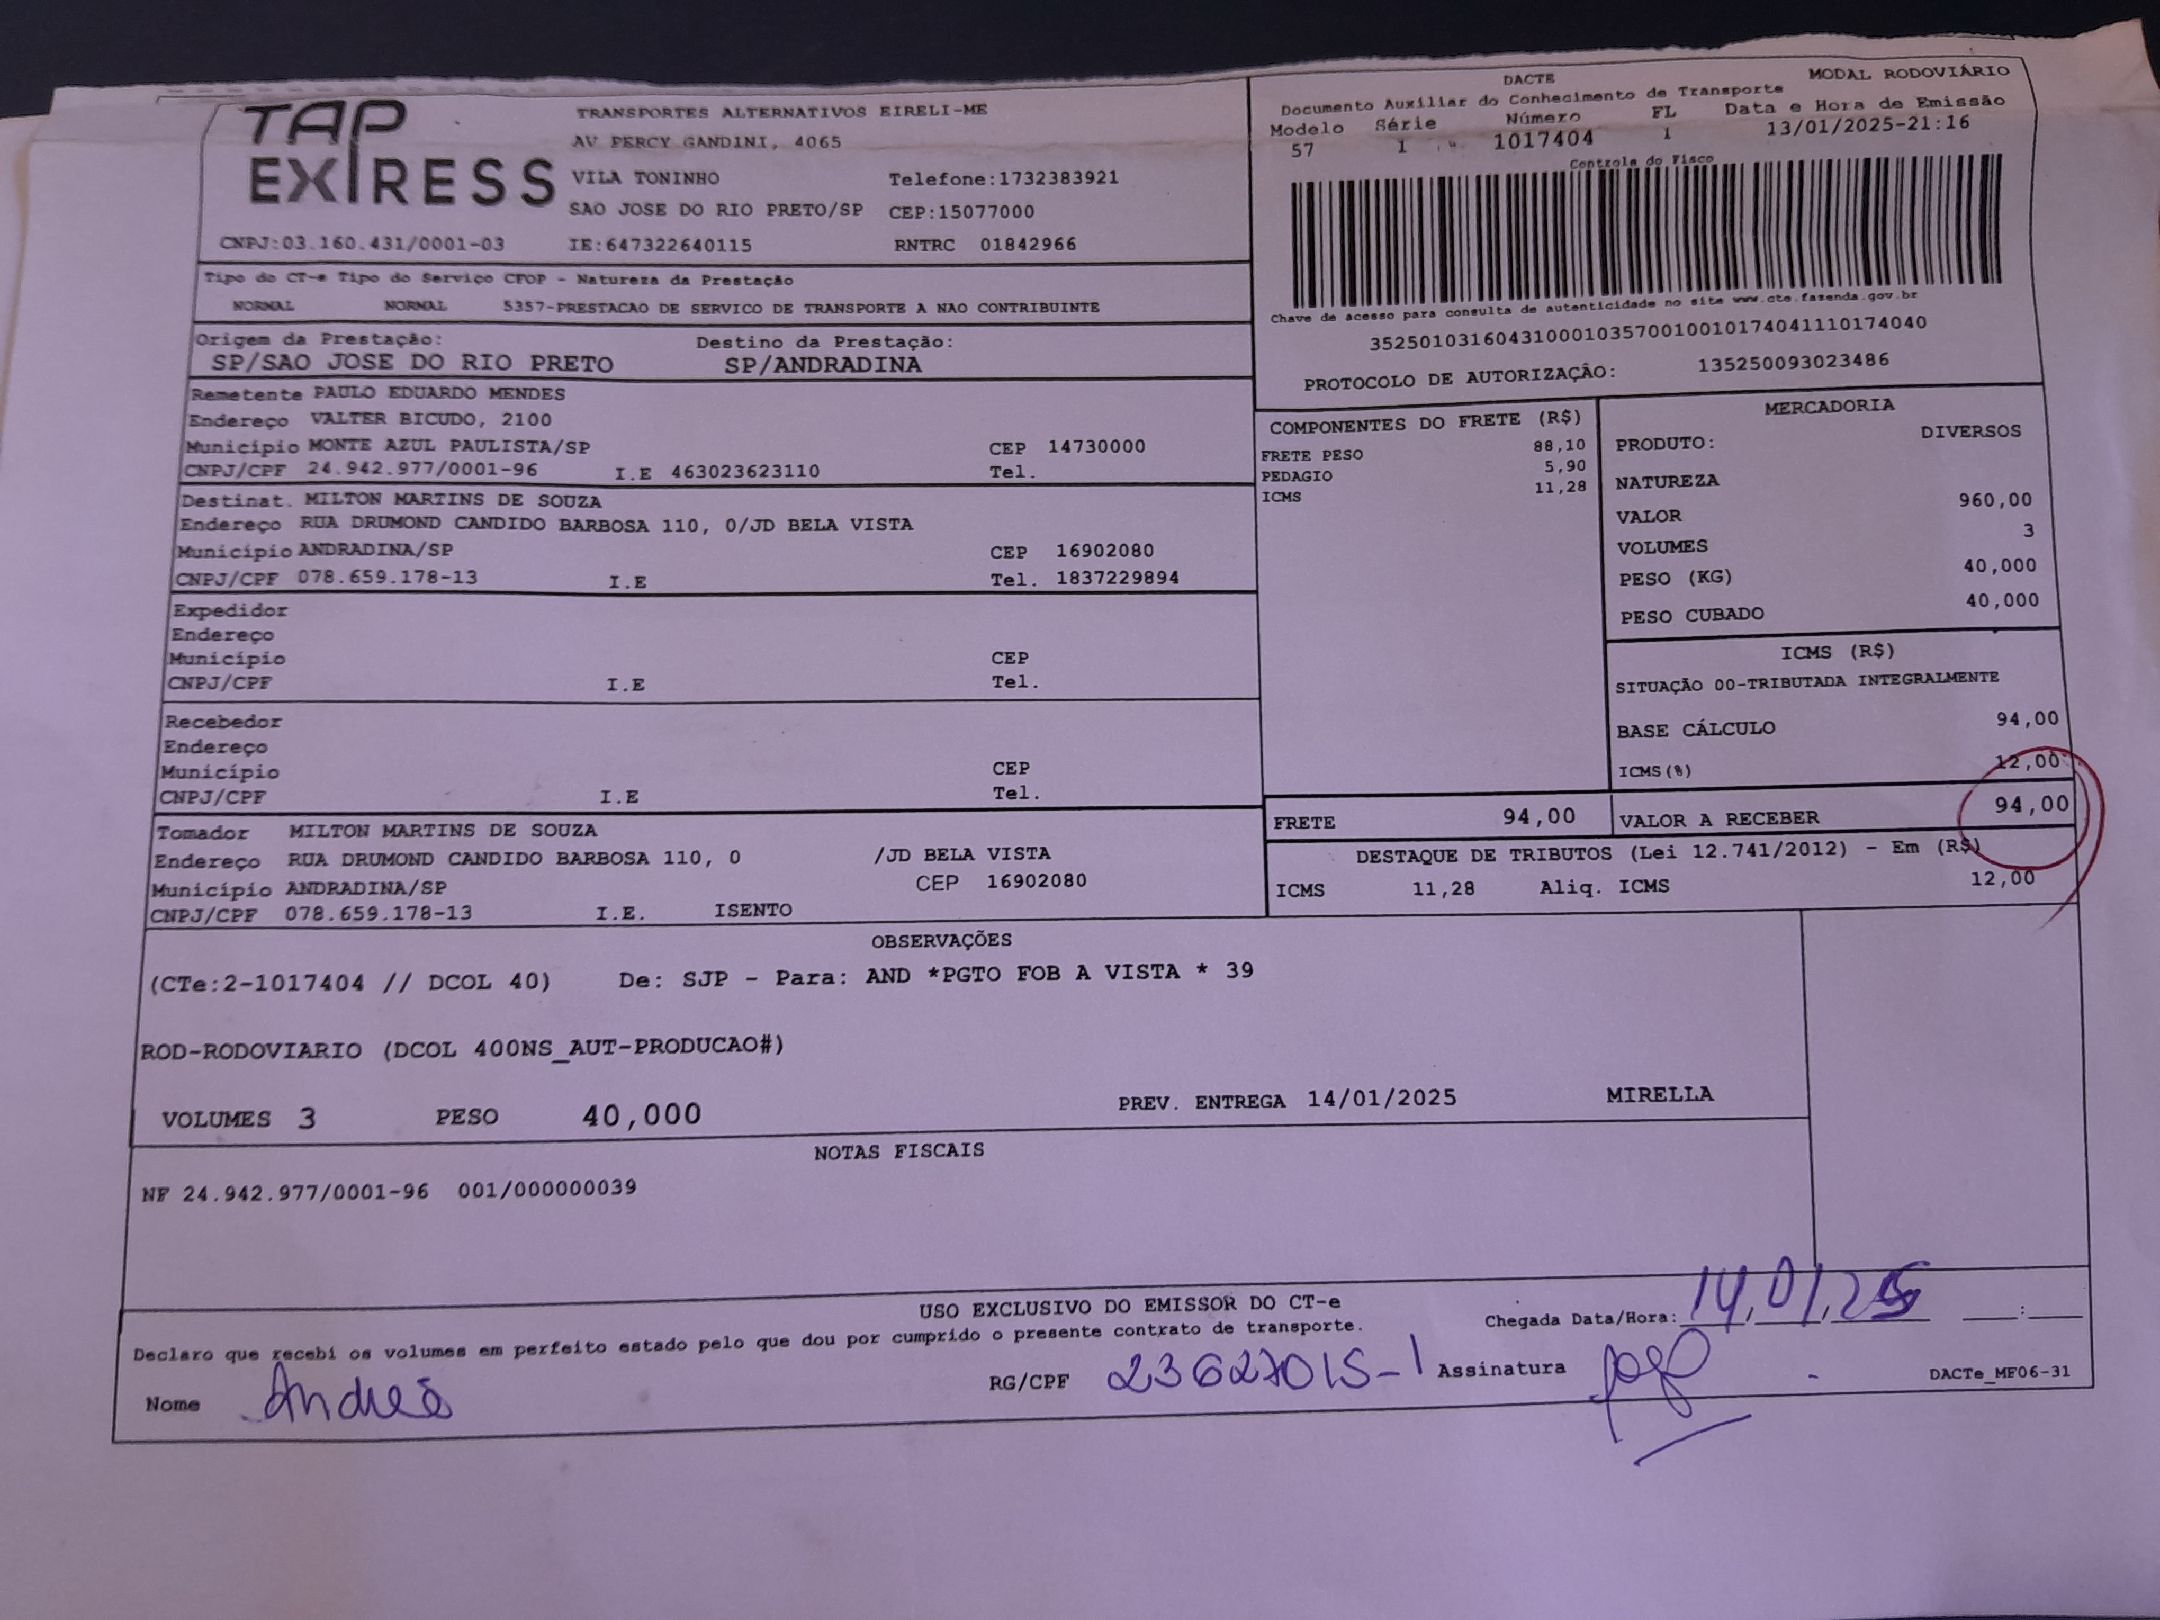 TAP
EXPRESS
TRANSPORTES ALTERNATIVOS EIRELI-ME
AV PERCY GANDINI, 4065
VILA TONINHO Telefone:1732383921
SAO JOSE DO RIO PRETO/SP CEP:15077000
CNPJ:03.160.431/0001-03 IE:647322640115 RNTRC 01842966
DACTE MODAL RODOVIÁRIO
Documento Auxiliar do Conhecimento de Transporte
Modelo Série Número FL Data e Hora de Emissão
57 1 1017404 1 13/01/2025-21:16
Controle do Fisco
Chave de acesso para consulta de autenticidade no site www.cte.fazenda.gov.br
35250103160431000103570010010174041110174040
PROTOCOLO DE AUTORIZAÇÃO: 135250093023486
Tipo do CT-e Tipo do Serviço CFOP - Natureza da Prestação
NORMAL NORMAL 5357-PRESTACAO DE SERVICO DE TRANSPORTE A NAO CONTRIBUINTE
Origem da Prestação: Destino da Prestação:
SP/SAO JOSE DO RIO PRETO SP/ANDRADINA
Remetente PAULO EDUARDO MENDES
Endereço VALTER BICUDO, 2100
Município MONTE AZUL PAULISTA/SP CEP 14730000
CNPJ/CPF 24.942.977/0001-96 I.E 463023623110 Tel.
Destinat. MILTON MARTINS DE SOUZA
Endereço RUA DRUMOND CANDIDO BARBOSA 110, 0/JD BELA VISTA
Município ANDRADINA/SP CEP 16902080
CNPJ/CPF 078.659.178-13 I.E Tel. 1837229894
Expedidor
Endereço
Município CEP
CNPJ/CPF I.E Tel.
Recebedor
Endereço
Município CEP
CNPJ/CPF I.E Tel.
Tomador MILTON MARTINS DE SOUZA
Endereço RUA DRUMOND CANDIDO BARBOSA 110, 0 /JD BELA VISTA
Município ANDRADINA/SP CEP 16902080
CNPJ/CPF 078.659.178-13 I.E. ISENTO
COMPONENTES DO FRETE (R$)
FRETE PESO 88,10
PEDAGIO 5,90
ICMS 11,28
MERCADORIA
PRODUTO: DIVERSOS
NATUREZA
VALOR 960,00
VOLUMES 3
PESO (KG) 40,000
PESO CUBADO 40,000
ICMS (R$)
SITUAÇÃO 00-TRIBUTADA INTEGRALMENTE
BASE CÁLCULO 94,00
ICMS(%) 12,00
FRETE 94,00 VALOR A RECEBER 94,00
DESTAQUE DE TRIBUTOS (Lei 12.741/2012) - Em (R$)
ICMS 11,28 Aliq. ICMS 12,00
OBSERVAÇÕES
(CTe:2-1017404 // DCOL 40) De: SJP - Para: AND *PGTO FOB A VISTA * 39
ROD-RODOVIARIO (DCOL 400NS_AUT-PRODUCAO#)
VOLUMES 3 PESO 40,000 PREV. ENTREGA 14/01/2025 MIRELLA
NOTAS FISCAIS
NF 24.942.977/0001-96 001/000000039
USO EXCLUSIVO DO EMISSOR DO CT-e
Declaro que recebi os volumes em perfeito estado pelo que dou por cumprido o presente contrato de transporte.
Chegada Data/Hora: 14,01,25 :
Nome RG/CPF 23627015-1 Assinatura DACTe_MF06-31